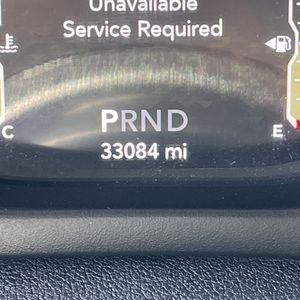 Unavailable
Service Required
PRND
C E
33084 mi